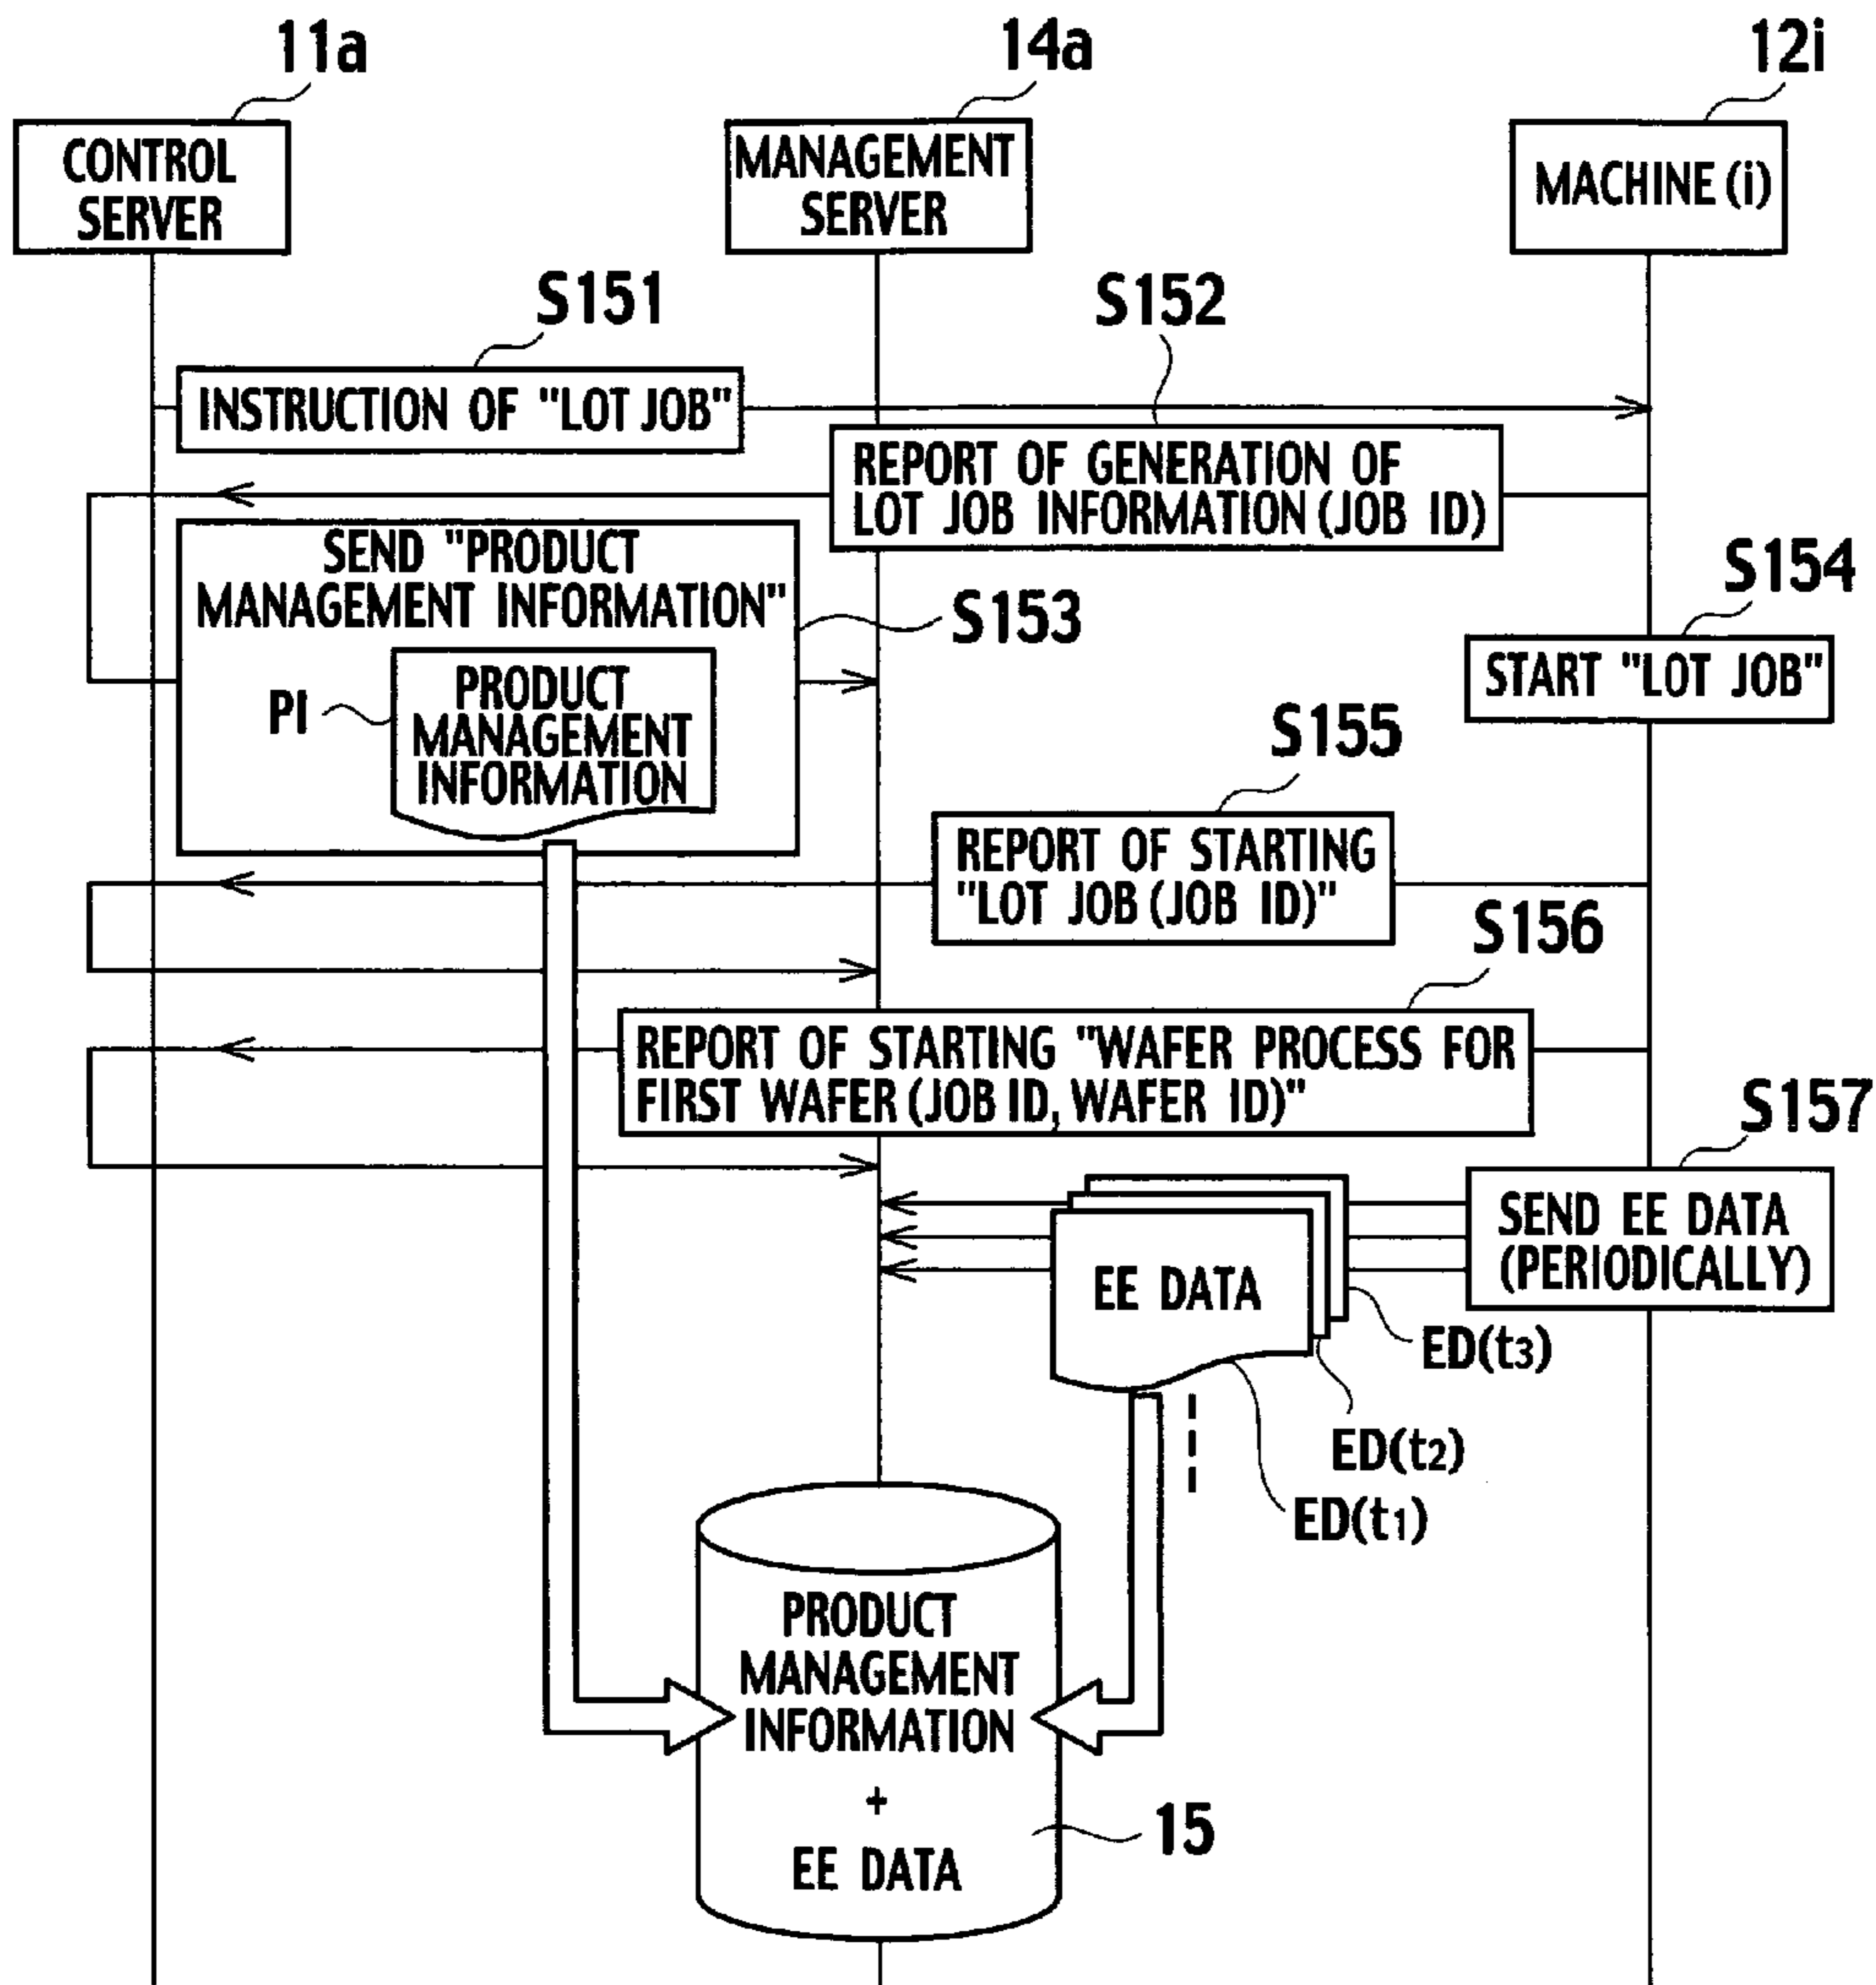 11a
14a
12i
CONTROL
SERVER
MANAGEMENT
SERVER
MACHINE (i)
S151
S152
INSTRUCTION OF "LOT JOB"
REPORT OF GENERATION OF
LOT JOB INFORMATION (JOB ID)
SEND "PRODUCT
MANAGEMENT INFORMATION"
S153
S154
START "LOT JOB"
PI
PRODUCT
MANAGEMENT
INFORMATION
S155
REPORT OF STARTING
"LOT JOB (JOB ID)"
S156
REPORT OF STARTING "WAFER PROCESS FOR
FIRST WAFER (JOB ID, WAFER ID)"
S157
SEND EE DATA
(PERIODICALLY)
EE DATA
ED(t3)
ED(t2)
ED(t1)
PRODUCT
MANAGEMENT
INFORMATION
+
EE DATA
15